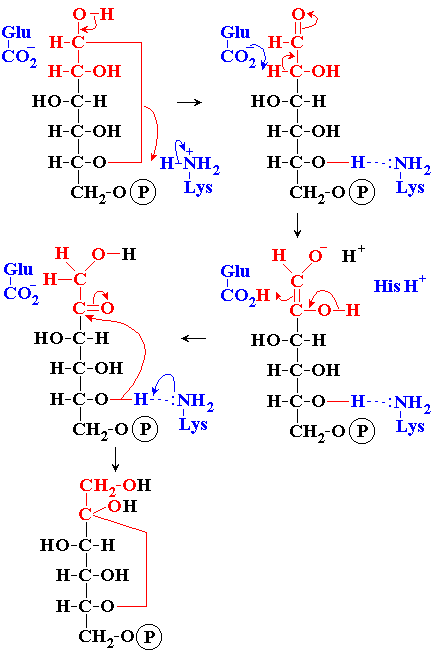 O-H
Glu
CO2-
H-C
H-C-OH
HO-C-H
H-C-OH
H-C-O
CH2-O P
H-NH2
+
Lys
O
Glu
CO2-
H-C
H-C-OH
HO-C-H
H-C-OH
H-C-O-H :NH2
CH2-O P
Lys
H O- H+
Glu
CO2H
C
His H+
C-O-H
HO-C-H
H-C-OH
H-C-O-H :NH2
CH2-O P
Lys
H O-H
Glu
CO2-
H C
C=O
HO-C-H
H-C-OH
H-C-O-H :NH2
CH2-O P
Lys
CH2-OH
C OH
HO-C-H
H-C-OH
H-C-O
CH2-O P